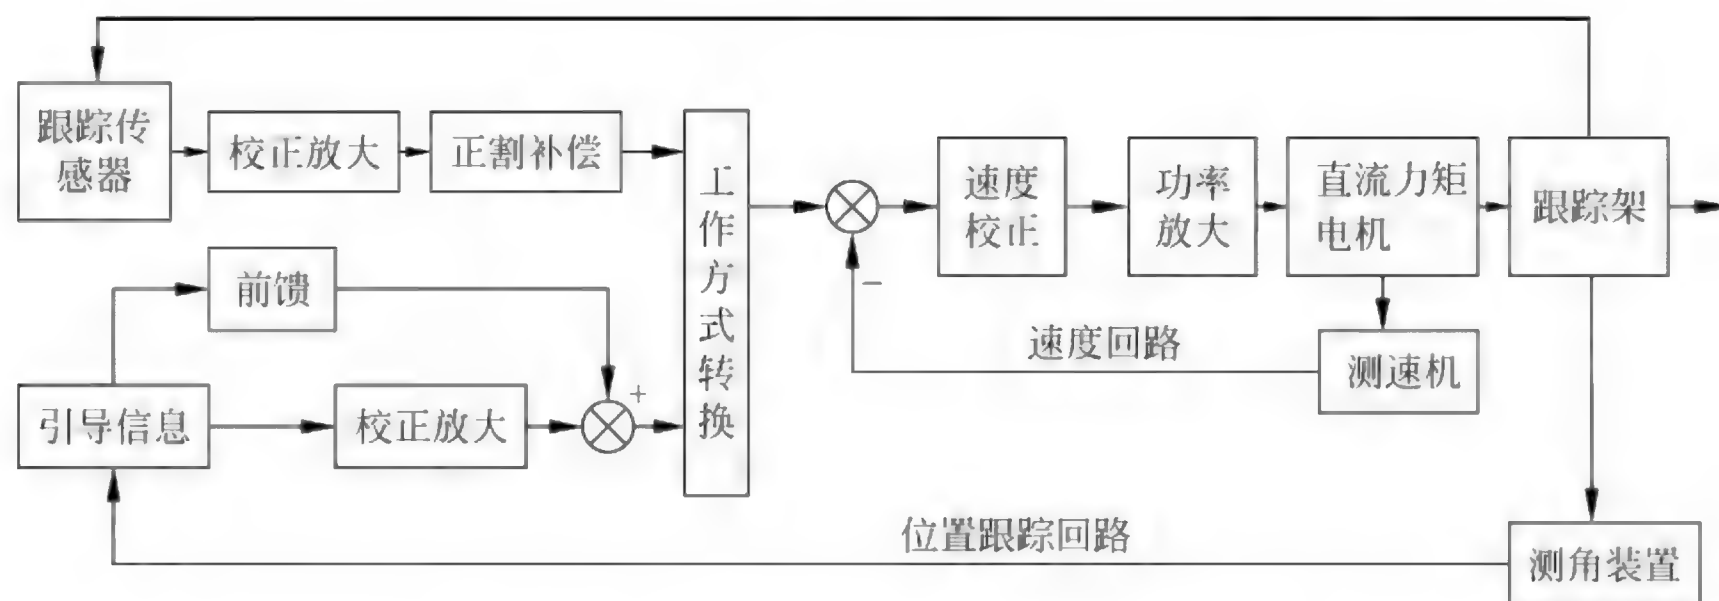 跟踪传
感器
校正放大
正割补偿
工
作
方
式
转
换
速度
校正
功率
放大
直流力矩
电机
跟踪架
前馈
-
速度回路
测速机
引导信息
校正放大
+
位置跟踪回路
测角装置